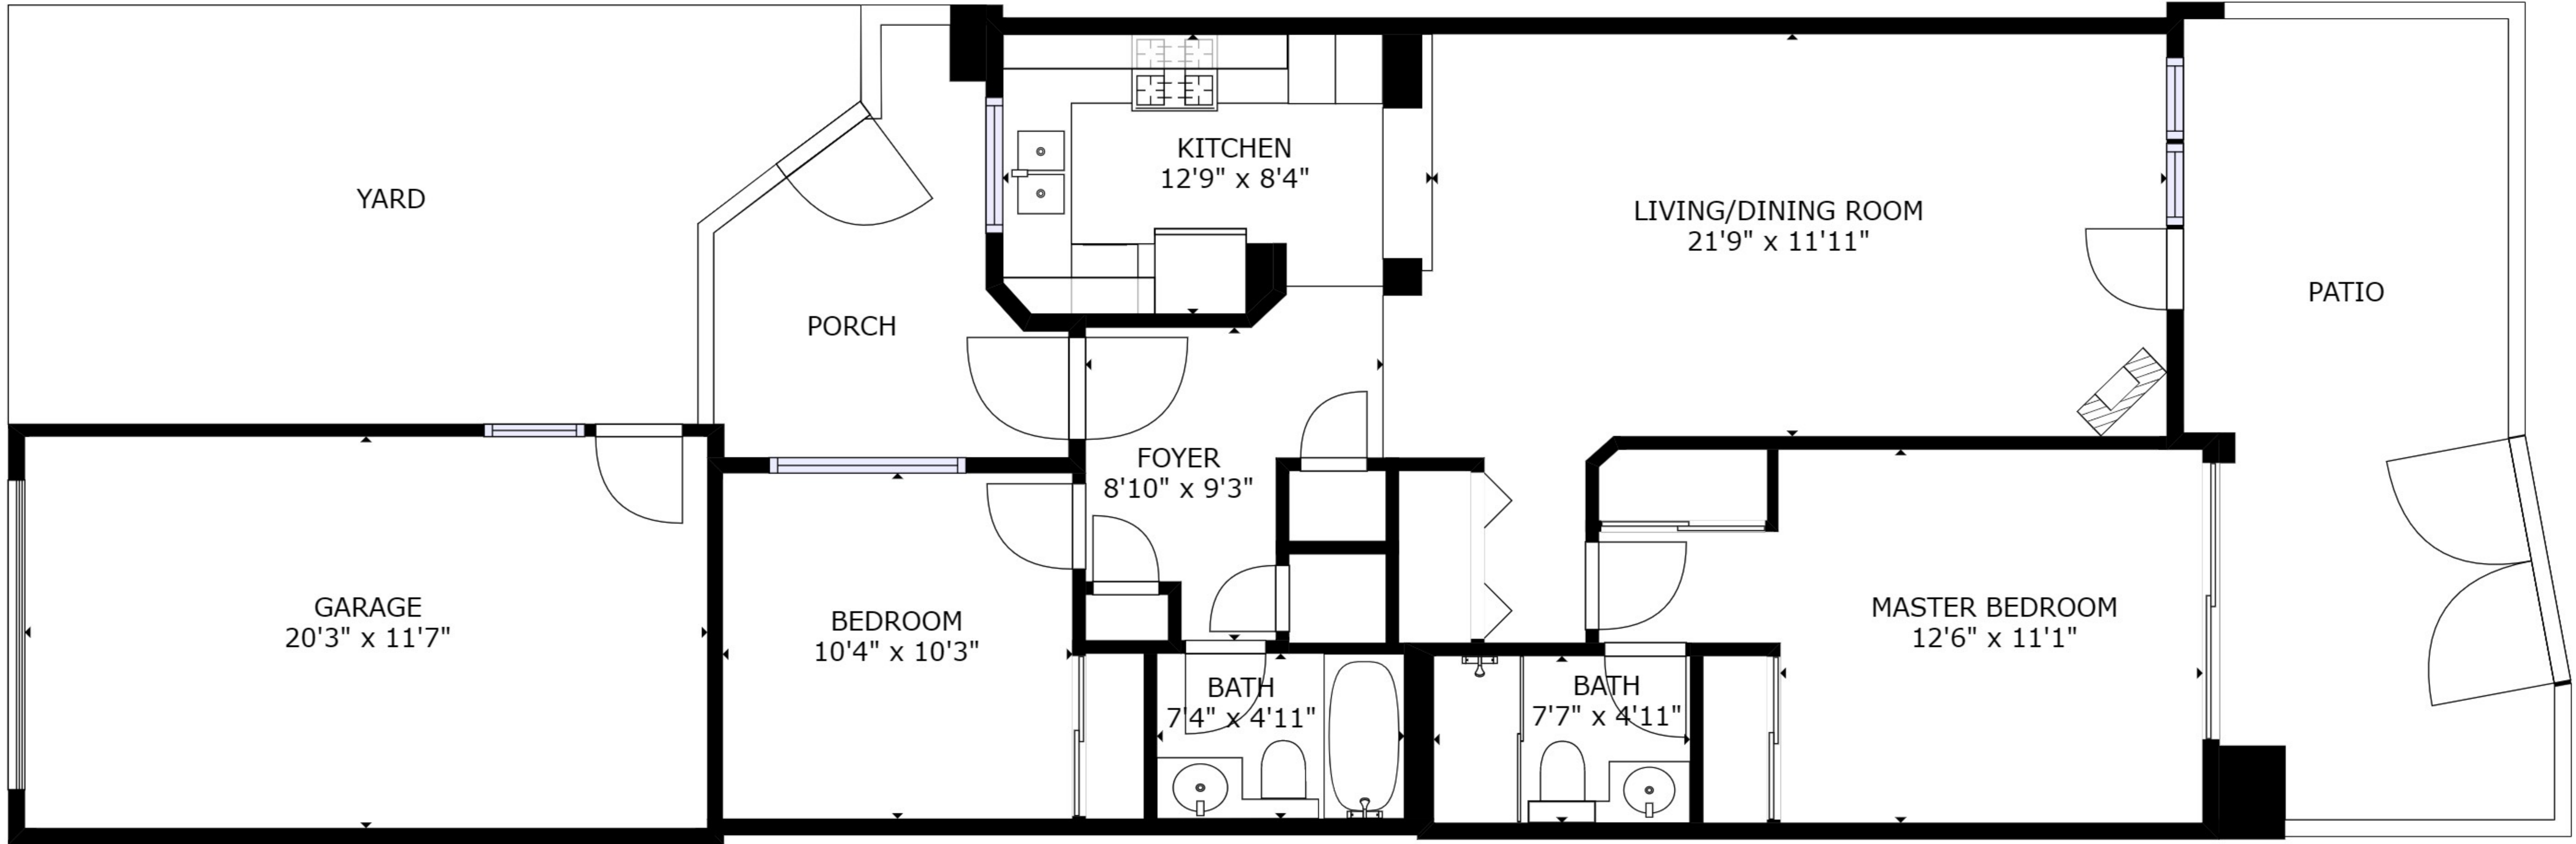 YARD
KITCHEN
12'9" x 8'4"
LIVING/DINING ROOM
21'9" x 11'11"
PATIO
PORCH
FOYER
8'10" x 9'3"
GARAGE
20'3" x 11'7"
BEDROOM
10'4" x 10'3"
MASTER BEDROOM
12'6" x 11'1"
BATH
7'4" x 4'11"
BATH
7'7" x 4'11"